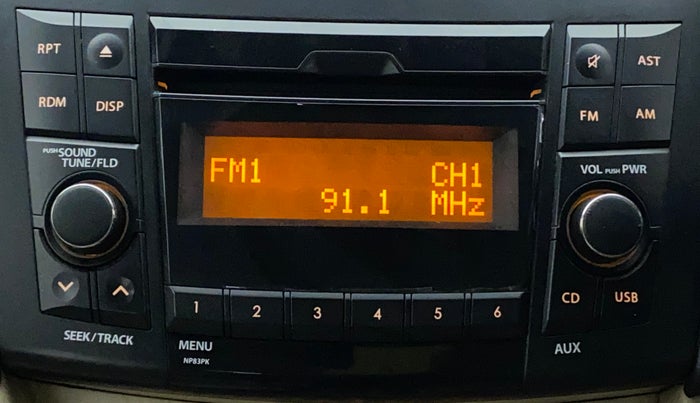 RPT
AST
RDM
DISP
FM
AM
PUSH SOUND
TUNE/FLD
VOL PUSH PWR
FM1 CH1
91.1 MHz
CD
USB
1 2 3 4 5 6
SEEK/TRACK
MENU
NP83PK
AUX